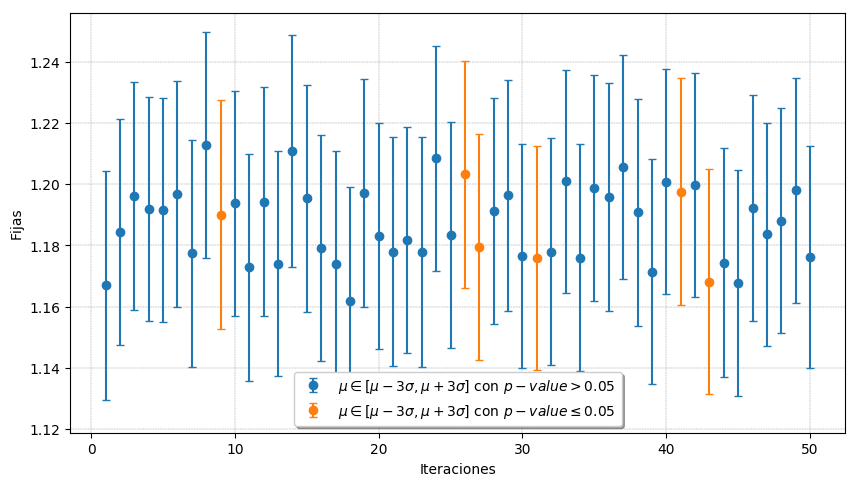 1.24
1.22
1.20
1.18
1.16
1.14
1.12
Fijas
μ ∈ [μ − 3σ, μ + 3σ] con p − value > 0.05
μ ∈ [μ − 3σ, μ + 3σ] con p − value ≤ 0.05
0 10 20 30 40 50
Iteraciones